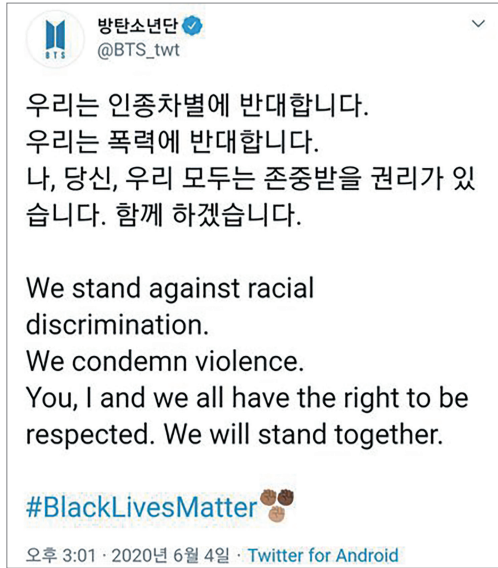 방탄소년단
@BTS_twt
BTS
우리는 인종차별에 반대합니다.
우리는 폭력에 반대합니다.
나, 당신, 우리 모두는 존중받을 권리가 있
습니다. 함께 하겠습니다.
We stand against racial
discrimination.
We condemn violence.
You, I and we all have the right to be
respected. We will stand together.
#BlackLivesMatter
오후 3:01 · 2020년 6월 4일 · Twitter for Android